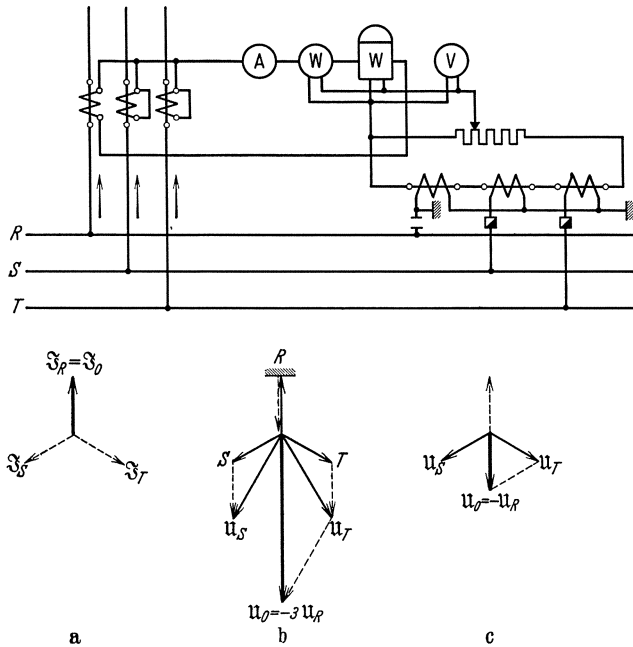 A W W V
R
S
T
ℑ_R=ℑ_0
ℑ_S ℑ_T
R
S T
𝔘_S 𝔘_T
𝔘_0=-3 𝔘_R
𝔘_S 𝔘_T
𝔘_0=-𝔘_R
a b c